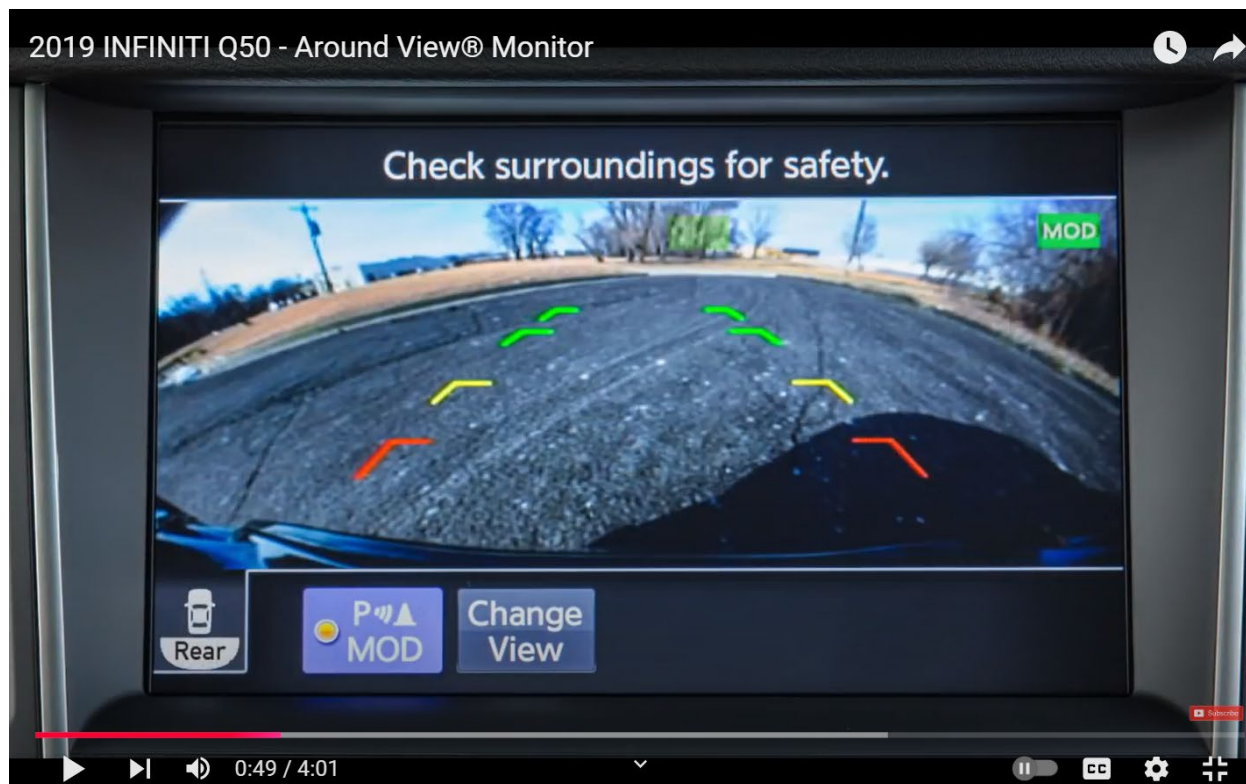 2019 INFINITI Q50 - Around View® Monitor
Check surroundings for safety.
MOD
Rear
P
MOD
Change
View
Subscribe
0:49 / 4:01
CC